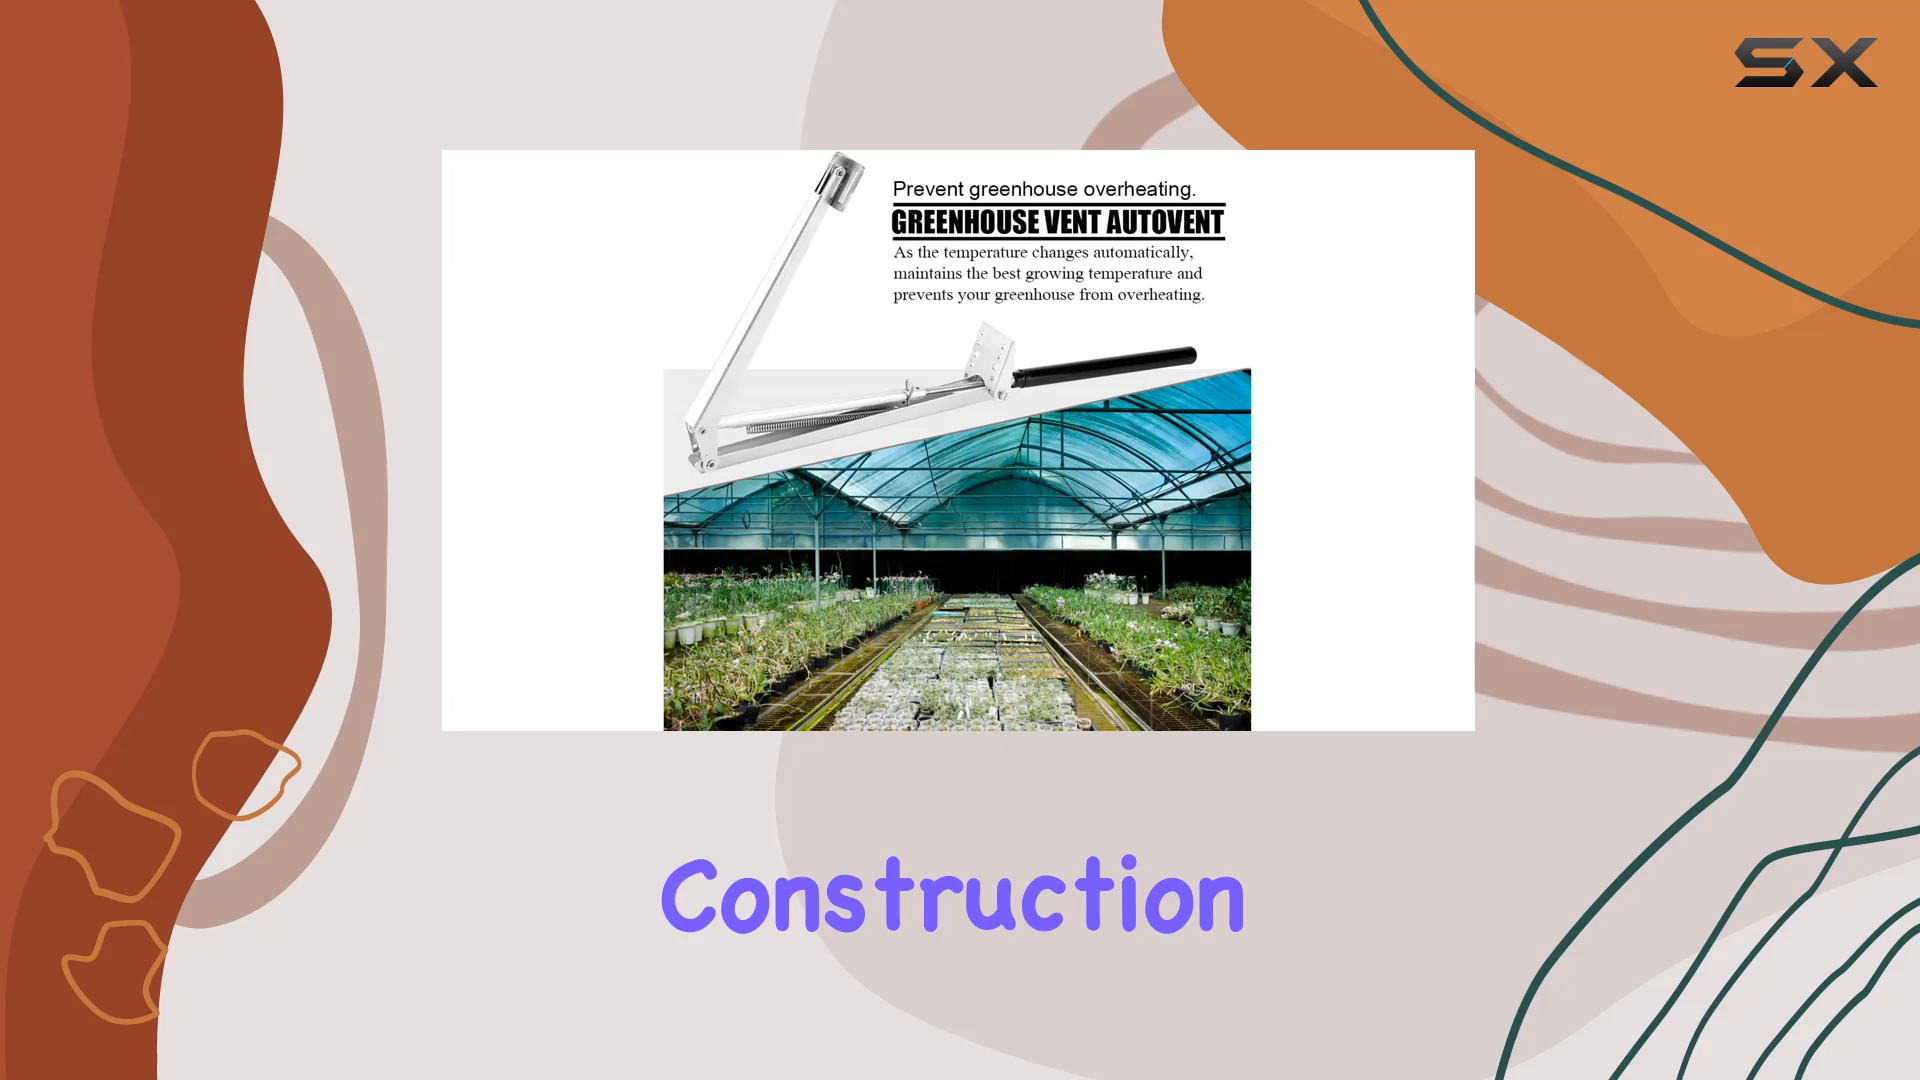 SX
Prevent greenhouse overheating.
GREENHOUSE VENT AUTOVENT
As the temperature changes automatically,
maintains the best growing temperature and
prevents your greenhouse from overheating.
Construction